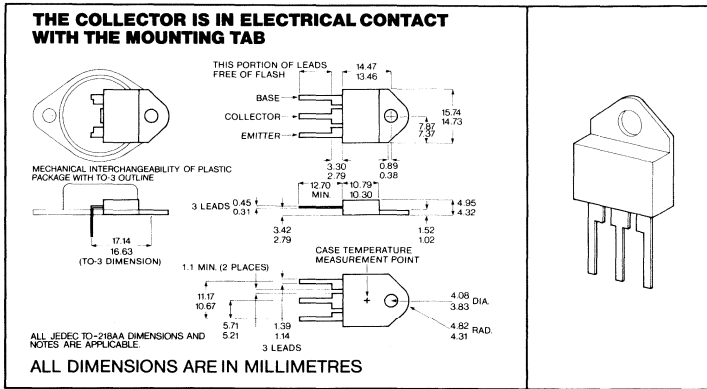 THE COLLECTOR IS IN ELECTRICAL CONTACT
WITH THE MOUNTING TAB
THIS PORTION OF LEADS
FREE OF FLASH
14.47
13.46
BASE
COLLECTOR
EMITTER
15.74
14.73
7.87
7.37
3.30
2.79
0.89
0.38
MECHANICAL INTERCHANGEABILITY OF PLASTIC
PACKAGE WITH TO-3 OUTLINE
12.70
MIN.
10.79
10.30
3 LEADS 0.45
0.31
4.95
4.32
3.42
2.79
1.52
1.02
17.14
16.63
(TO-3 DIMENSION)
CASE TEMPERATURE
MEASUREMENT POINT
1.1 MIN. (2 PLACES)
11.17
10.67
5.71
5.21
1.39
1.14
3 LEADS
4.08
3.83
DIA.
4.82
4.31
RAD.
ALL JEDEC TO-218AA DIMENSIONS AND
NOTES ARE APPLICABLE.
ALL DIMENSIONS ARE IN MILLIMETRES